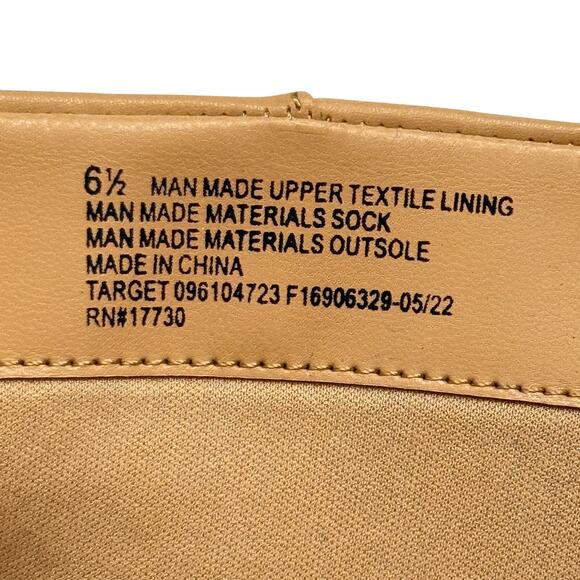 6½ MAN MADE UPPER TEXTILE LINING
MAN MADE MATERIALS SOCK
MAN MADE MATERIALS OUTSOLE
MADE IN CHINA
TARGET 096104723 F16906329-05/22
RN#17730